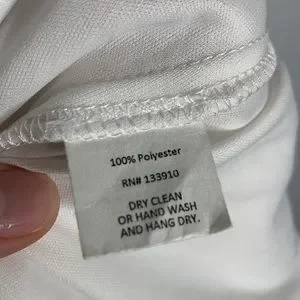 100% Polyester
RN# 133910
DRY CLEAN
OR HAND WASH
AND HANG DRY.